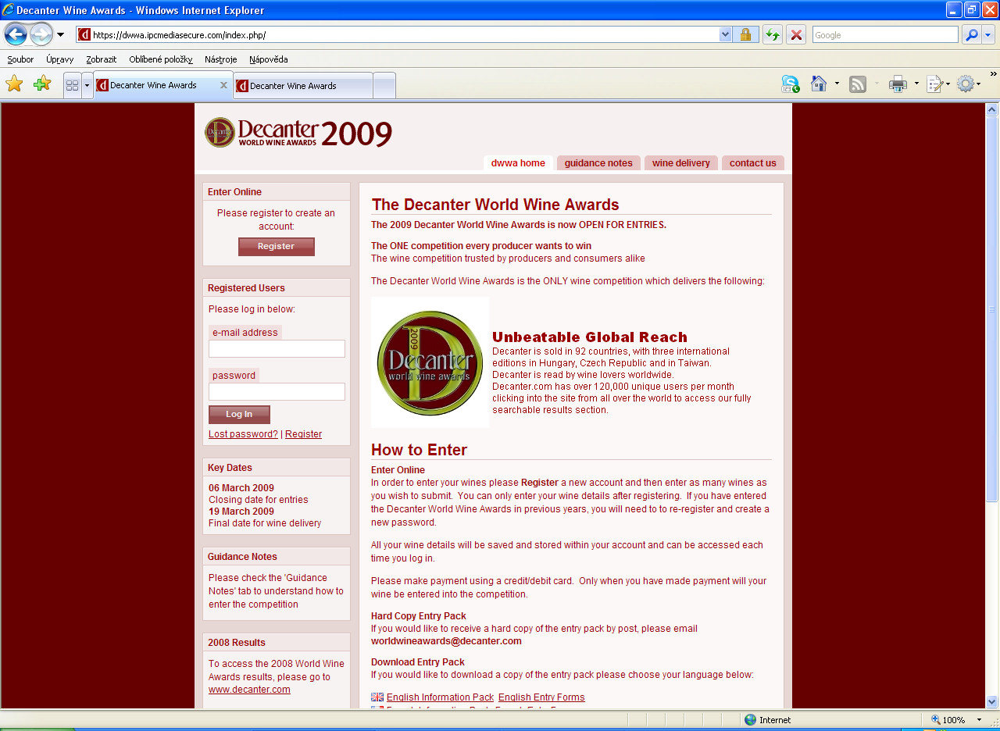 Decanter Wine Awards - Windows Internet Explorer
https://dwwa.ipcmediasecure.com/index.php/
Google
Soubor Úpravy Zobrazit Oblíbené položky Nástroje Nápověda
Decanter Wine Awards
Decanter Wine Awards
Decanter 2009
WORLD WINE AWARDS
dwwa home guidance notes wine delivery contact us
Enter Online
Please register to create an
account:
Register
Registered Users
Please log in below:
e-mail address
password
Log In
Lost password? | Register
Key Dates
06 March 2009
Closing date for entries
19 March 2009
Final date for wine delivery
Guidance Notes
Please check the 'Guidance
Notes' tab to understand how to
enter the competition
2008 Results
To access the 2008 World Wine
Awards results, please go to
www.decanter.com
The Decanter World Wine Awards
The 2009 Decanter World Wine Awards is now OPEN FOR ENTRIES.
The ONE competition every producer wants to win
The wine competition trusted by producers and consumers alike
The Decanter World Wine Awards is the ONLY wine competition which delivers the following:
2009
Decanter
world wine awards
Unbeatable Global Reach
Decanter is sold in 92 countries, with three international
editions in Hungary, Czech Republic and in Taiwan.
Decanter is read by wine lovers worldwide.
Decanter.com has over 120,000 unique users per month
clicking into the site from all over the world to access our fully
searchable results section.
How to Enter
Enter Online
In order to enter your wines please Register a new account and then enter as many wines as
you wish to submit. You can only enter your wine details after registering. If you have entered
the Decanter World Wine Awards in previous years, you will need to to re-register and create a
new password.
All your wine details will be saved and stored within your account and can be accessed each
time you log in.
Please make payment using a credit/debit card. Only when you have made payment will your
wine be entered into the competition.
Hard Copy Entry Pack
If you would like to receive a hard copy of the entry pack by post, please email
worldwineawards@decanter.com
Download Entry Pack
If you would like to download a copy of the entry pack please choose your language below:
English Information Pack English Entry Forms
Internet
100%